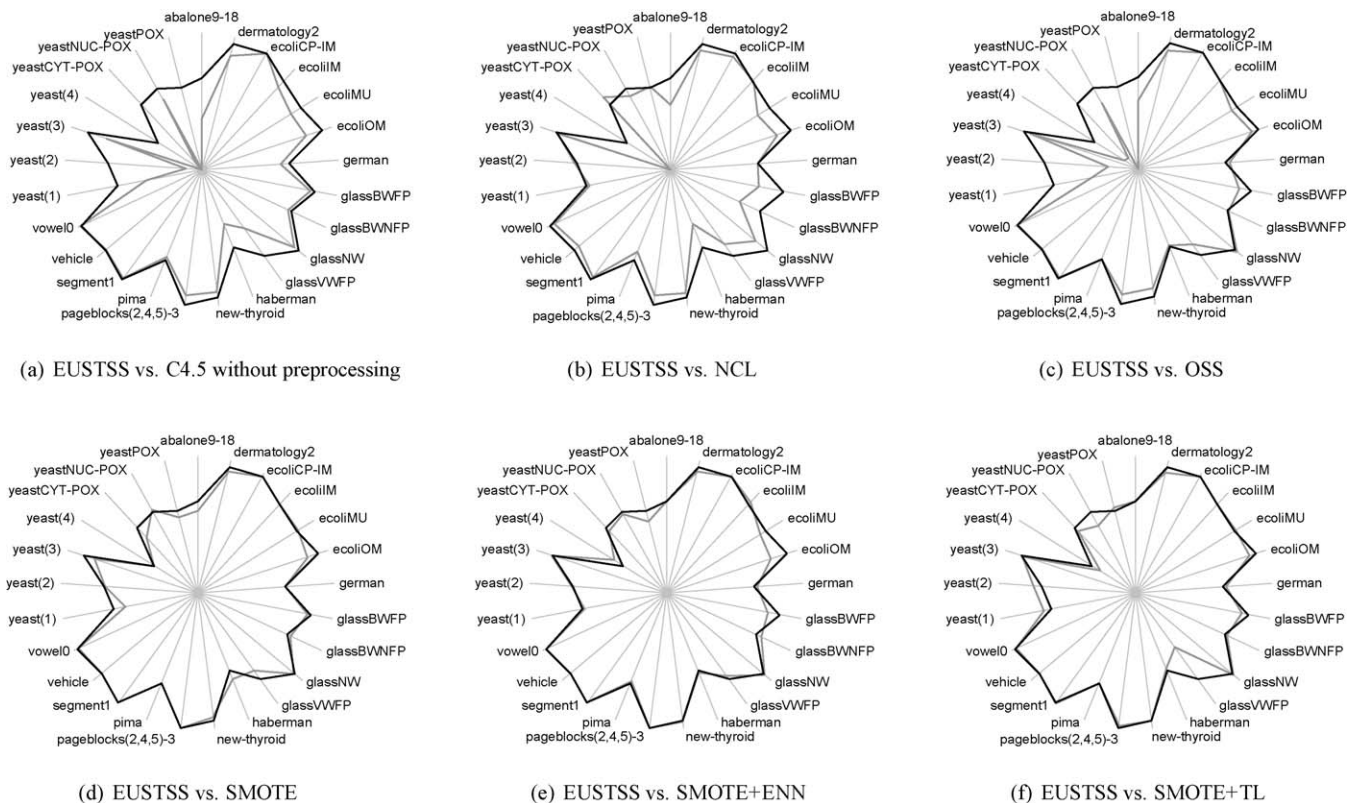 abalone9-18
yeastPOX
dermatology2
yeastNUC-POX
ecoliCP-IM
yeastCYT-POX
ecoliIM
yeast(4)
ecoliMU
yeast(3)
ecoliOM
yeast(2)
german
yeast(1)
glassBWFP
vowel0
glassBWNFP
vehicle
glassNW
segment1
glassVWFP
pima
haberman
pageblocks(2,4,5)-3
new-thyroid
(a) EUSTSS vs. C4.5 without preprocessing
abalone9-18
yeastPOX
dermatology2
yeastNUC-POX
ecoliCP-IM
yeastCYT-POX
ecoliIM
yeast(4)
ecoliMU
yeast(3)
ecoliOM
yeast(2)
german
yeast(1)
glassBWFP
vowel0
glassBWNFP
vehicle
glassNW
segment1
glassVWFP
pima
haberman
pageblocks(2,4,5)-3
new-thyroid
(b) EUSTSS vs. NCL
abalone9-18
yeastPOX
dermatology2
yeastNUC-POX
ecoliCP-IM
yeastCYT-POX
ecoliIM
yeast(4)
ecoliMU
yeast(3)
ecoliOM
yeast(2)
german
yeast(1)
glassBWFP
vowel0
glassBWNFP
vehicle
glassNW
segment1
glassVWFP
pima
haberman
pageblocks(2,4,5)-3
new-thyroid
(c) EUSTSS vs. OSS
abalone9-18
yeastPOX
dermatology2
yeastNUC-POX
ecoliCP-IM
yeastCYT-POX
ecoliIM
yeast(4)
ecoliMU
yeast(3)
ecoliOM
yeast(2)
german
yeast(1)
glassBWFP
vowel0
glassBWNFP
vehicle
glassNW
segment1
glassVWFP
pima
haberman
pageblocks(2,4,5)-3
new-thyroid
(d) EUSTSS vs. SMOTE
abalone9-18
yeastPOX
dermatology2
yeastNUC-POX
ecoliCP-IM
yeastCYT-POX
ecoliIM
yeast(4)
ecoliMU
yeast(3)
ecoliOM
yeast(2)
german
yeast(1)
glassBWFP
vowel0
glassBWNFP
vehicle
glassNW
segment1
glassVWFP
pima
haberman
pageblocks(2,4,5)-3
new-thyroid
(e) EUSTSS vs. SMOTE+ENN
abalone9-18
yeastPOX
dermatology2
yeastNUC-POX
ecoliCP-IM
yeastCYT-POX
ecoliIM
yeast(4)
ecoliMU
yeast(3)
ecoliOM
yeast(2)
german
yeast(1)
glassBWFP
vowel0
glassBWNFP
vehicle
glassNW
segment1
glassVWFP
pima
haberman
pageblocks(2,4,5)-3
new-thyroid
(f) EUSTSS vs. SMOTE+TL